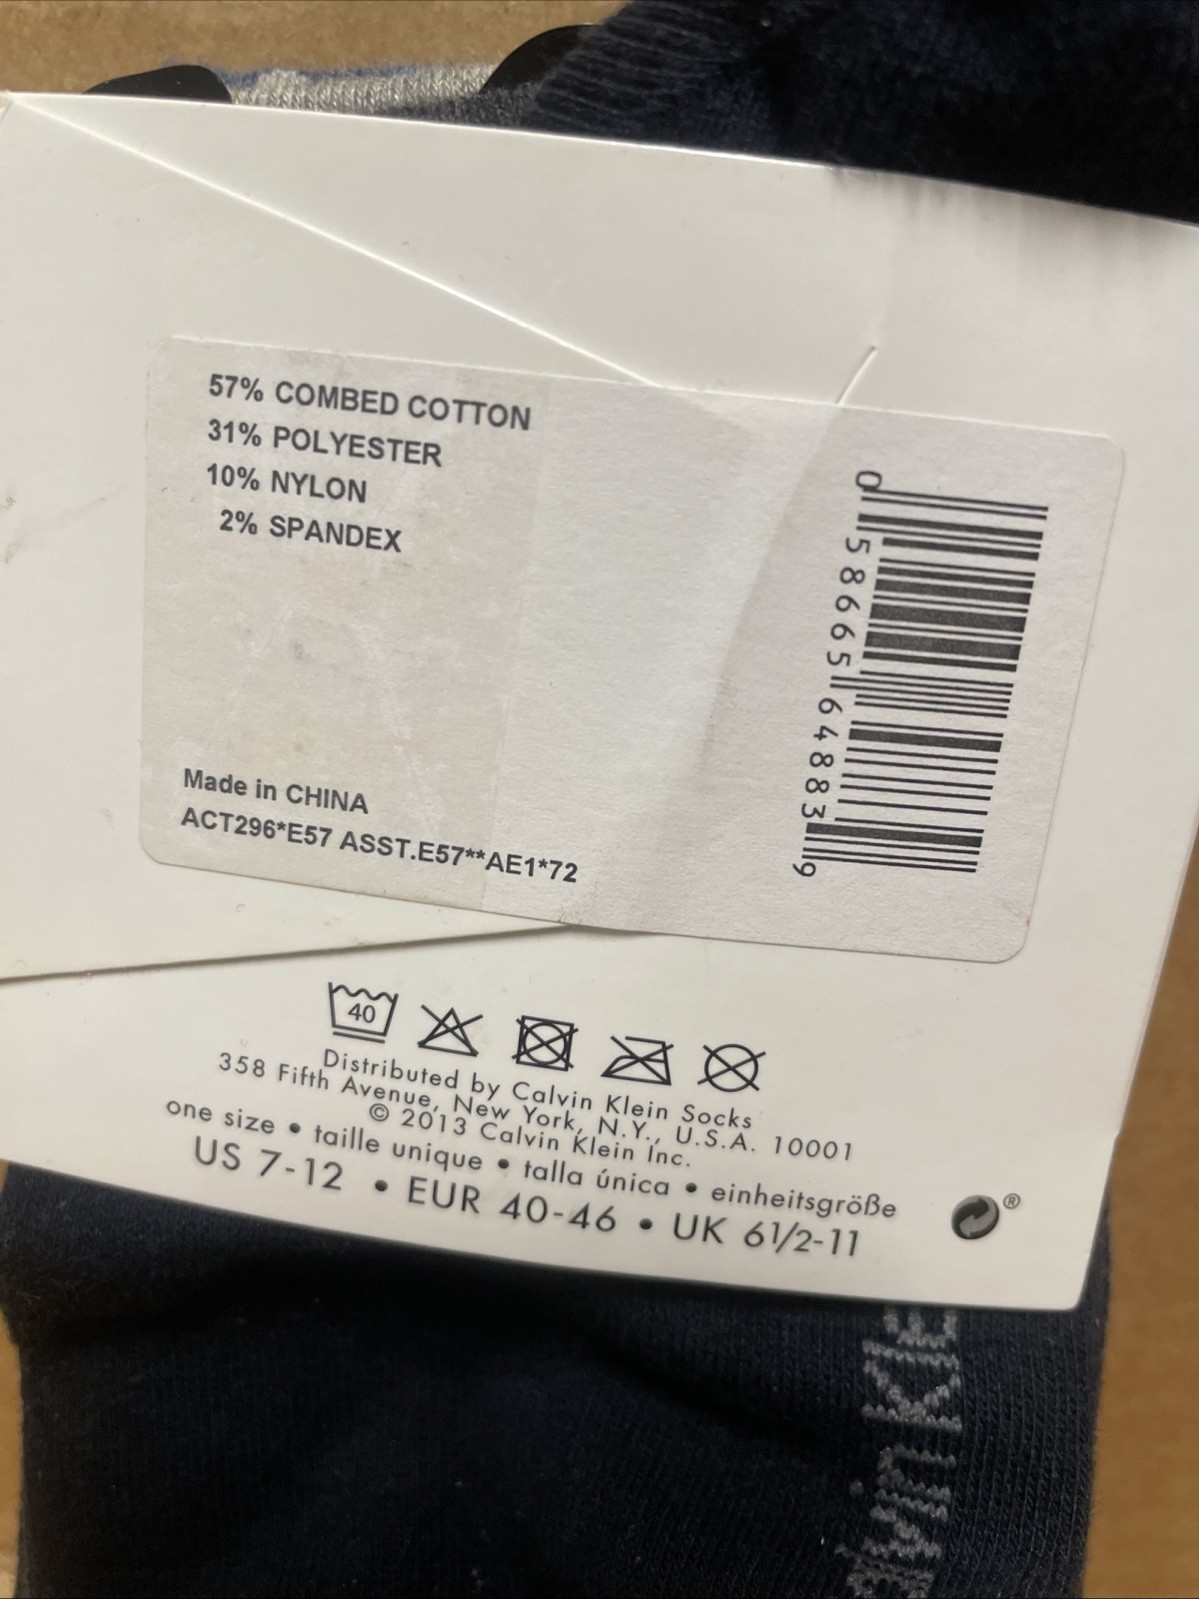 57% COMBED COTTON
31% POLYESTER
10% NYLON
2% SPANDEX
0 58665 64883 9
Made in CHINA
ACT296*E57 ASST.E57**AE1*72
40
Distributed by Calvin Klein Socks
358 Fifth Avenue, New York, N.Y., U.S.A. 10001
© 2013 Calvin Klein Inc.
one size • taille unique • talla única • einheitsgröße
US 7-12 • EUR 40-46 • UK 61/2-11
®